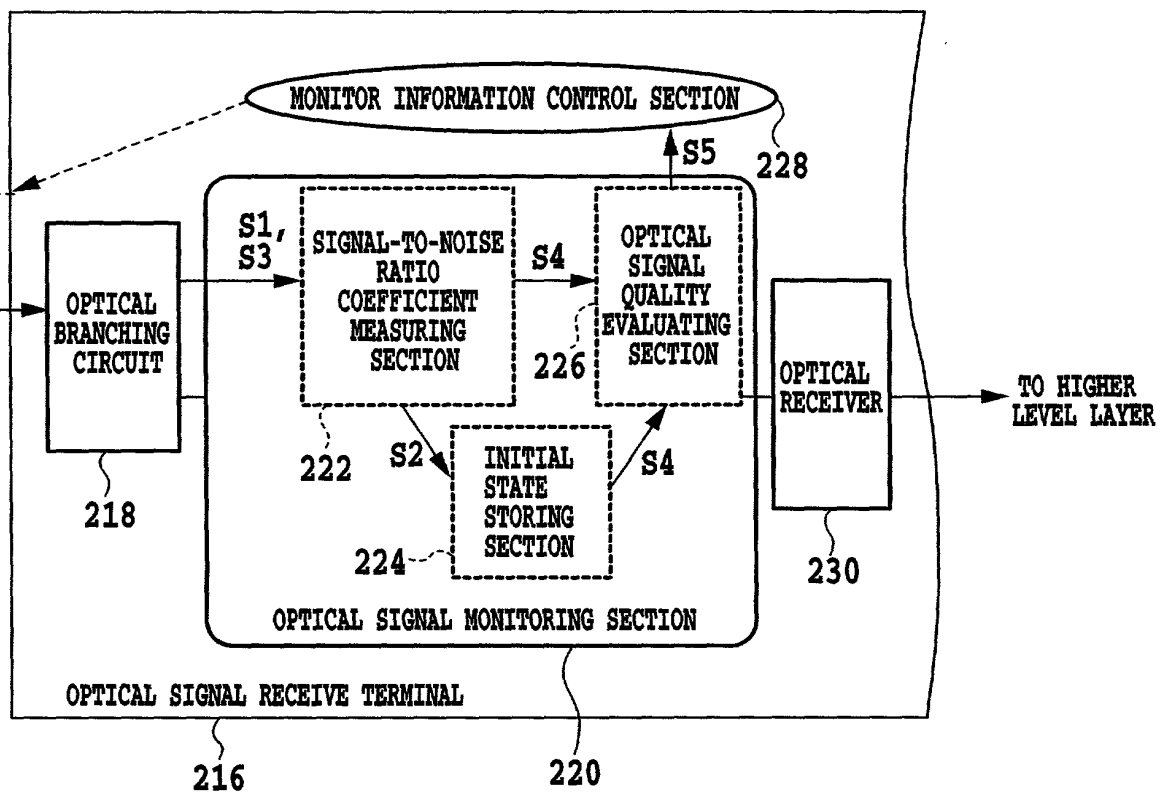 MONITOR INFORMATION CONTROL SECTION
228
S5
S1,
S3
SIGNAL-TO-NOISE
RATIO
COEFFICIENT
MEASURING
SECTION
222
S4
OPTICAL
SIGNAL
QUALITY
EVALUATING
SECTION
226
OPTICAL
BRANCHING
CIRCUIT
218
OPTICAL
RECEIVER
230
TO HIGHER
LEVEL LAYER
S2
INITIAL
STATE
STORING
SECTION
224
S4
OPTICAL SIGNAL MONITORING SECTION
220
OPTICAL SIGNAL RECEIVE TERMINAL
216